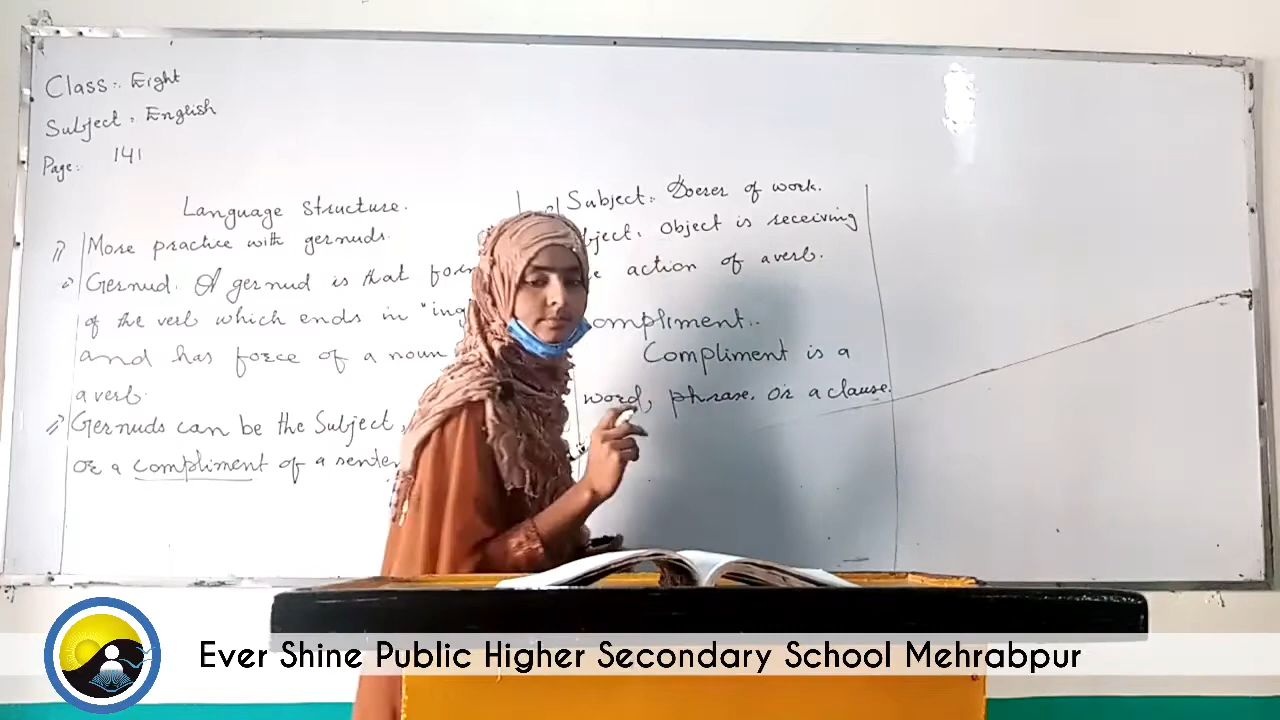 Class:. Eight
Subject: English
Page:. 141
Language Structure.
More practice with gernuds.
Gernud. A gernud is that form
of the verb which ends in "ing
and has force of a noun
a verb.
Gernuds can be the Subject,
or a compliment of a senten
Subject:. Doerer of work.
bject: Object is receiving
action of a verb.
ompliment:.
Compliment is a
word, phrase, or a clause.
Ever Shine Public Higher Secondary School Mehrabpur